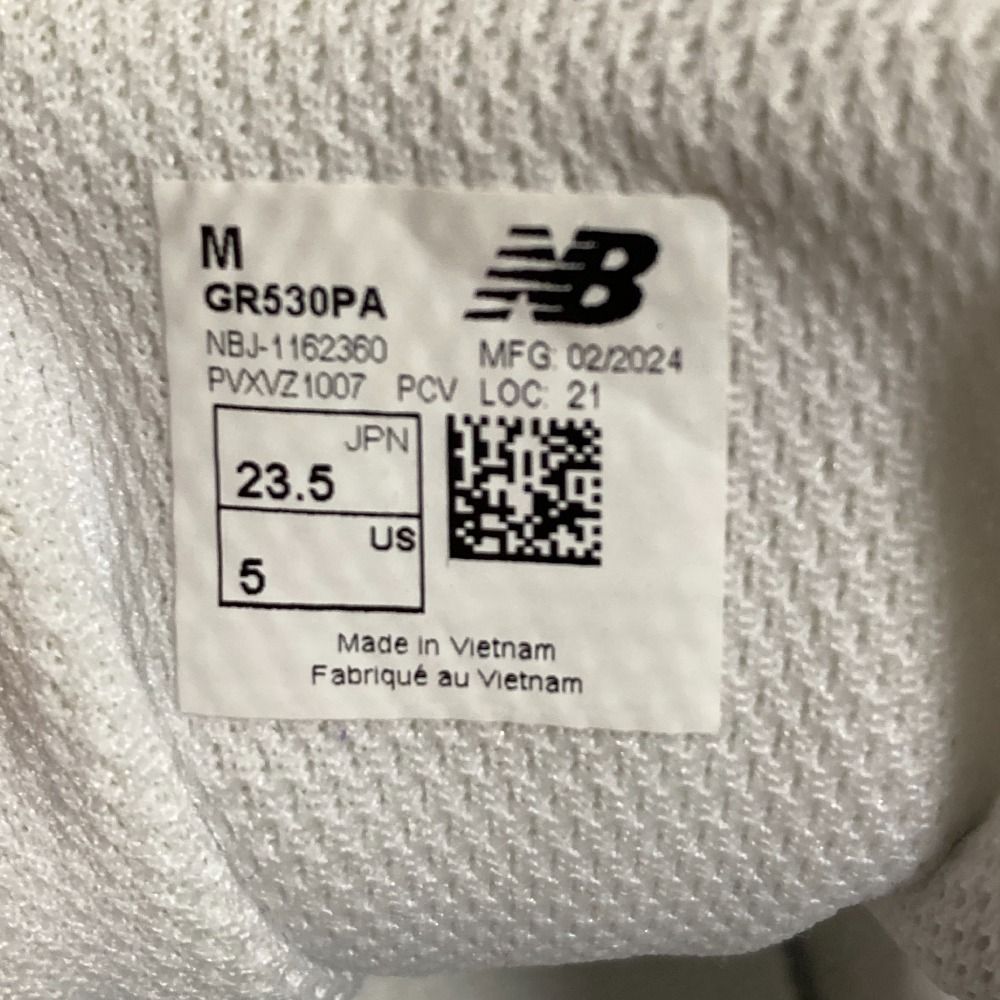 M
NB
GR530PA
NBJ-1162360 MFG: 02/2024
PVXVZ1007 PCV LOC: 21
JPN
23.5
US
5
Made in Vietnam
Fabriqué au Vietnam